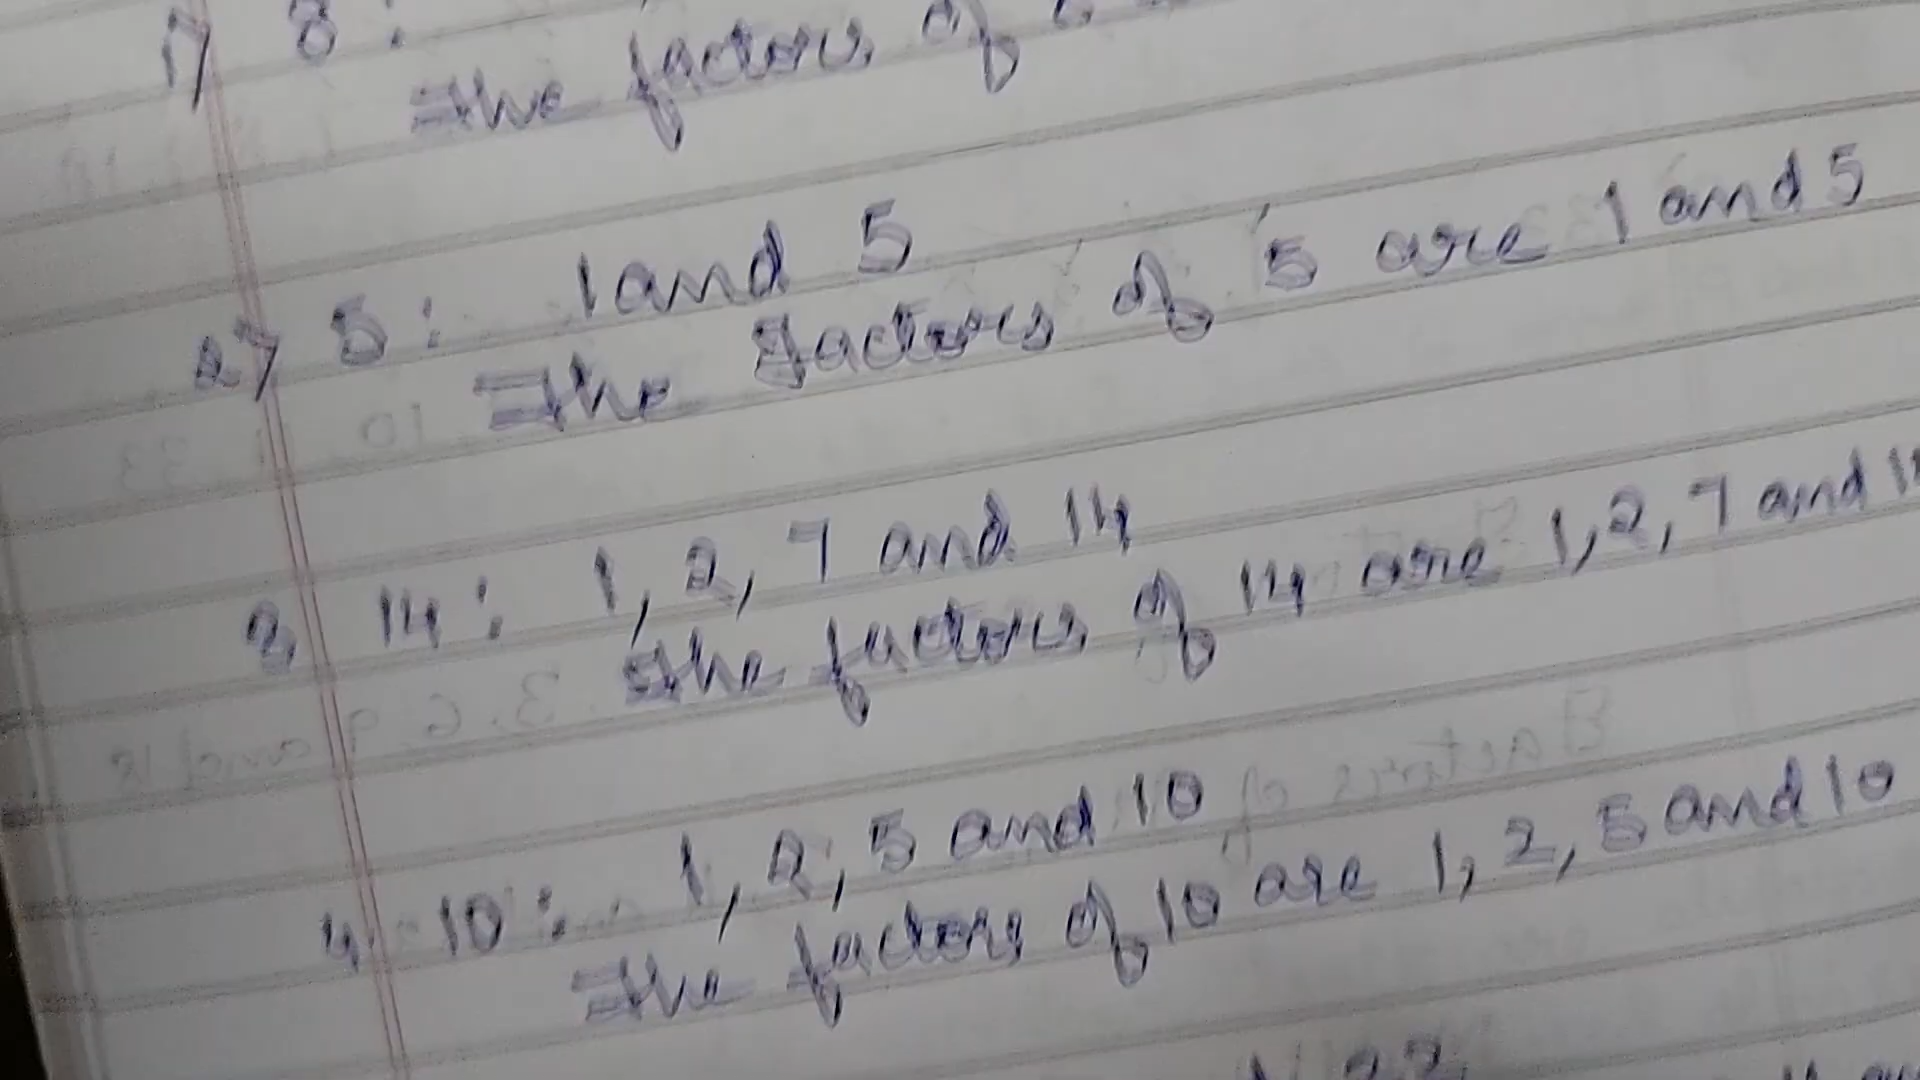 1) 8:
The factors of
1 and 5
2) 5:
The Factors of 5 are 1 and 5
1, 2, 7 and 14
3 14:
The factors of 14 are 1, 2, 7 and
1, 2, 5 and 10
4 10:
The factors of 10 are 1, 2, 5 and 10